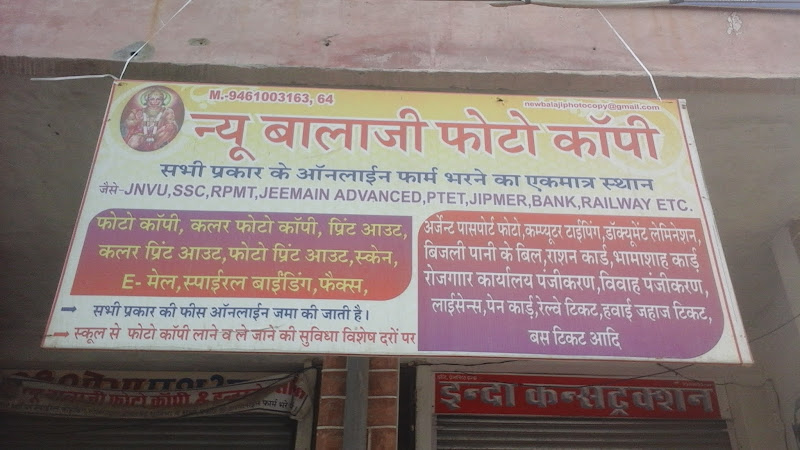 M.-9461003163, 64
newbalajiphotocopy@gmail.com
न्यू बालाजी फोटो कॉपी
सभी प्रकार के ऑनलाईन फार्म भरने का एकमात्र स्थान
जैसे-JNVU,SSC,RPMT,JEEMAIN ADVANCED,PTET,JIPMER,BANK,RAILWAY ETC.
फोटो कॉपी, कलर फोटो कॉपी, प्रिंट आउट,
कलर प्रिंट आउट,फोटो प्रिंट आउट,स्केन,
E- मेल,स्पाईरल बाईंडिंग,फैक्स,
अर्जेन्ट पासपोर्ट फोटो,कम्प्यूटर टाईपिंग,डॉक्यूमेंट लेमिनेशन,
बिजली पानी के बिल,राशन कार्ड,भामाशाह कार्ड
रोजगाार कार्यालय पंजीकरण,विवाह पंजीकरण,
लाईसेन्स,पेन कार्ड,रेल्वे टिकट,हवाई जहाज टिकट,
बस टिकट आदि
सभी प्रकार की फीस ऑनलाईन जमा की जाती है।
स्कूल से फोटो कॉपी लाने व ले जाने की सुविधा विशेष दरों पर
न्यू बालाजी फोटो कॉपी &
इन्द्रा कन्सट्रक्शन